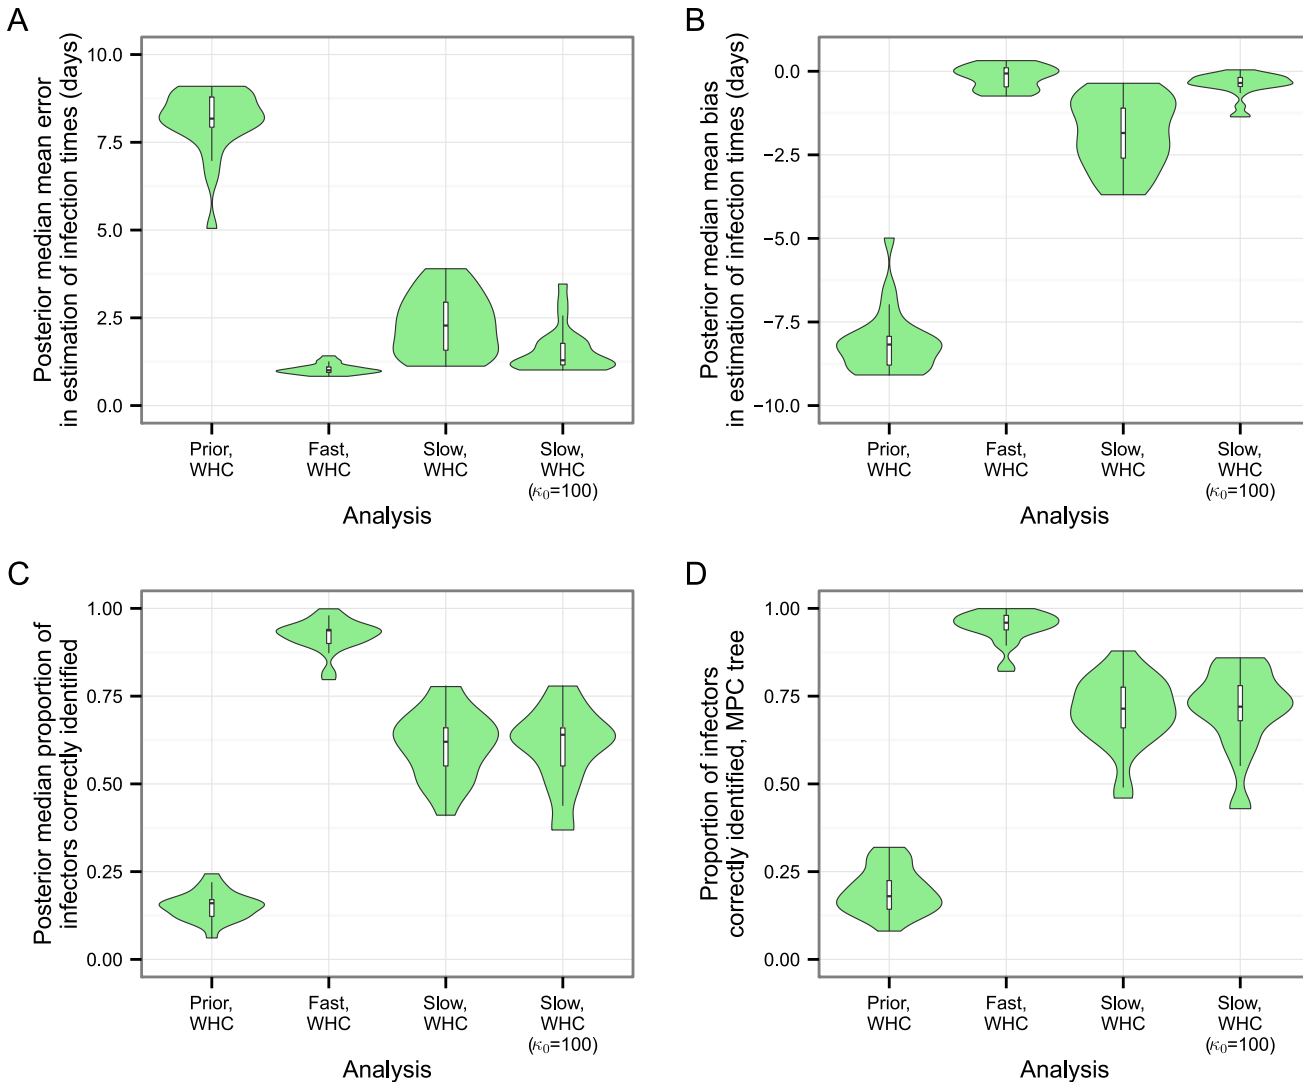 A
Posterior median mean error
in estimation of infection times (days)
10.0
7.5
5.0
2.5
0.0
Prior,
WHC
Fast,
WHC
Slow,
WHC
Slow,
WHC
(κ₀=100)
Analysis
B
Posterior median mean bias
in estimation of infection times (days)
0.0
−2.5
−5.0
−7.5
−10.0
Prior,
WHC
Fast,
WHC
Slow,
WHC
Slow,
WHC
(κ₀=100)
Analysis
C
Posterior median proportion of
infectors correctly identified
1.00
0.75
0.50
0.25
0.00
Prior,
WHC
Fast,
WHC
Slow,
WHC
Slow,
WHC
(κ₀=100)
Analysis
D
Proportion of infectors
correctly identified, MPC tree
1.00
0.75
0.50
0.25
0.00
Prior,
WHC
Fast,
WHC
Slow,
WHC
Slow,
WHC
(κ₀=100)
Analysis